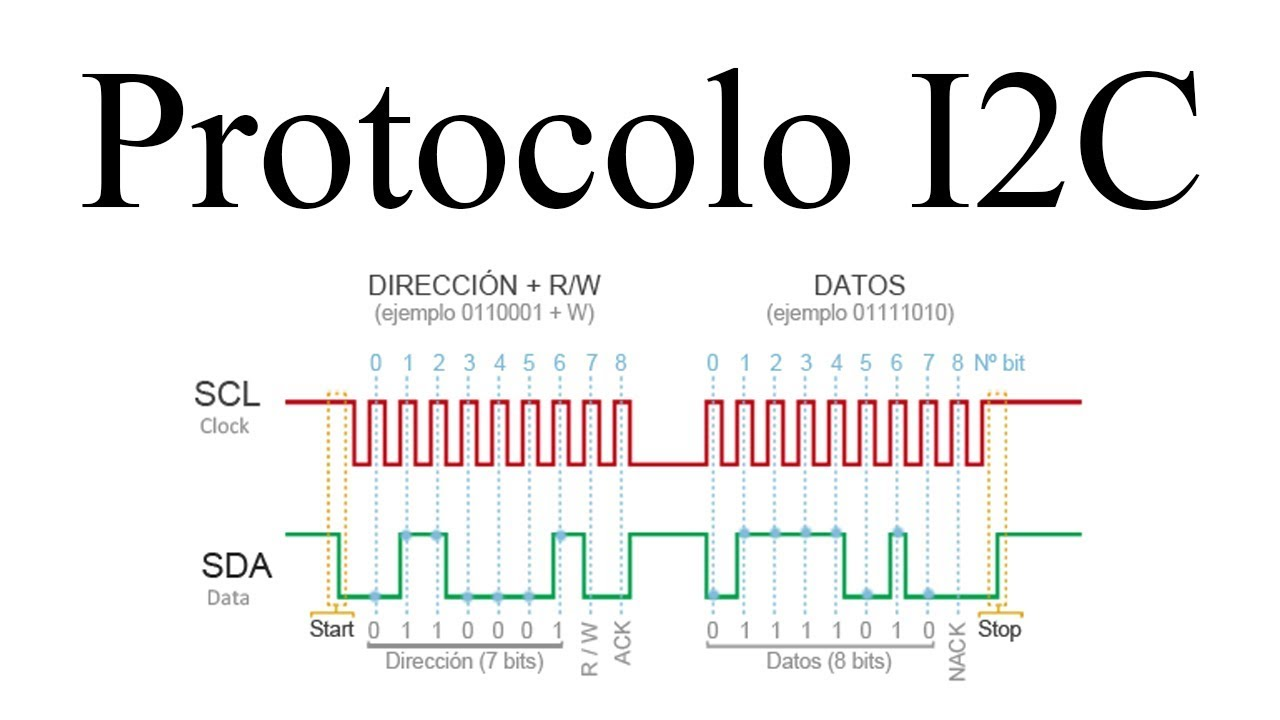 Protocolo I2C
DIRECCIÓN + R/W
(ejemplo 0110001 + W)
DATOS
(ejemplo 01111010)
0 1 2 3 4 5 6 7 8
0 1 2 3 4 5 6 7 8 Nº bit
SCL
Clock
SDA
Data
Start
0 1 1 0 0 0 1
R / W
ACK
Dirección (7 bits)
0 1 1 1 1 0 1 0
NACK
Datos (8 bits)
Stop